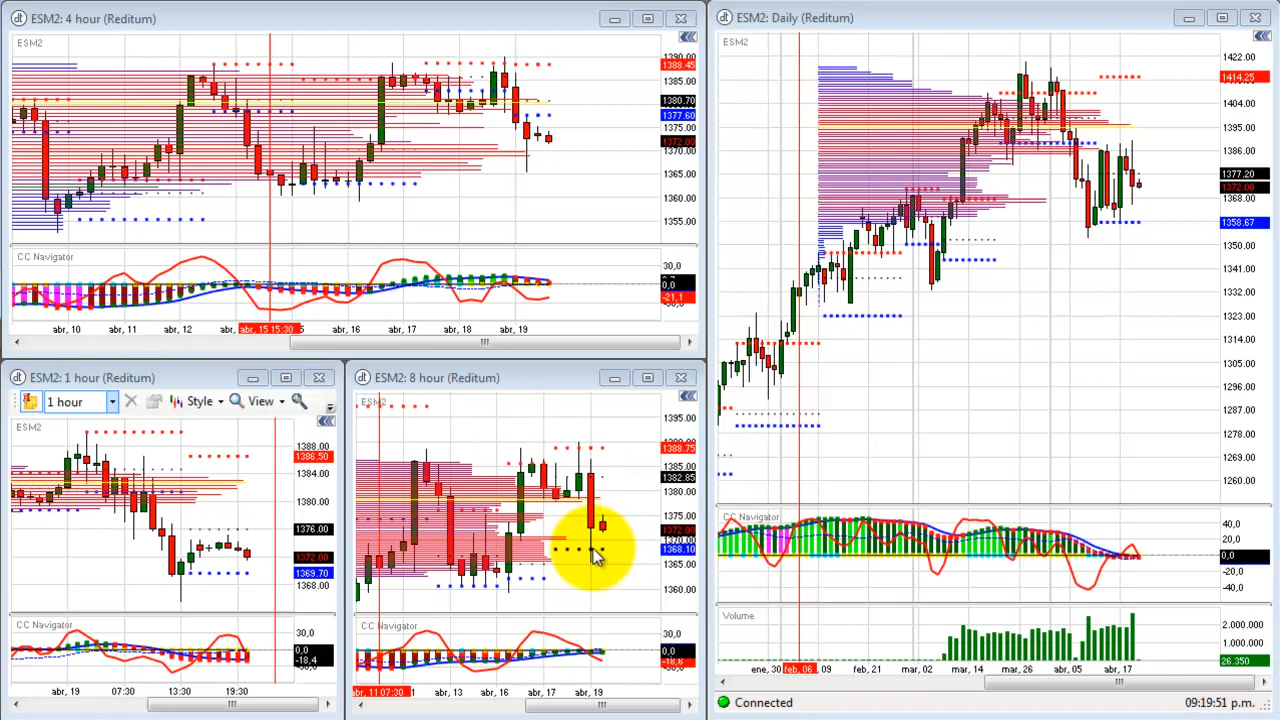 ESM2: 4 hour (Reditum)
ESM2
1390.00
1388.45
1385.00
1380.70
1377.60
1375.00
1372.00
1370.00
1365.00
1360.00
1355.00
CC Navigator
30,0
0,0
-21,1
abr, 10
abr, 11
abr, 12
abr, 15 15:30
abr, 16
abr, 17
abr, 18
abr, 19
ESM2: Daily (Reditum)
ESM2
1422.00
1414.25
1404.00
1395.00
1386.00
1377.20
1372.00
1368.00
1358.67
1350.00
1341.00
1332.00
1323.00
1314.00
1305.00
1296.00
1287.00
1278.00
1269.00
1260.00
CC Navigator
40,0
20,0
0,0
-20,0
-40,0
Volume
2.000.000
1.000.000
26.350
ene, 30
feb, 06
09
mar, 02
mar, 14
mar, 26
abr, 05
abr, 17
Connected
09:19:51 p.m.
ESM2: 1 hour (Reditum)
1 hour
Style
View
ESM2
1388.00
1386.50
1384.00
1380.00
1376.00
1372.00
1369.70
1368.00
CC Navigator
30,0
0,0
-18,4
abr, 19
07:30
13:30
19:30
ESM2: 8 hour (Reditum)
ESM2
1395.00
1388.75
1385.00
1382.85
1380.00
1375.00
1372.00
1370.00
1368.10
1365.00
1360.00
CC Navigator
30,0
0,0
-18,6
abr, 11 07:30
abr, 13
abr, 16
abr, 17
abr, 19